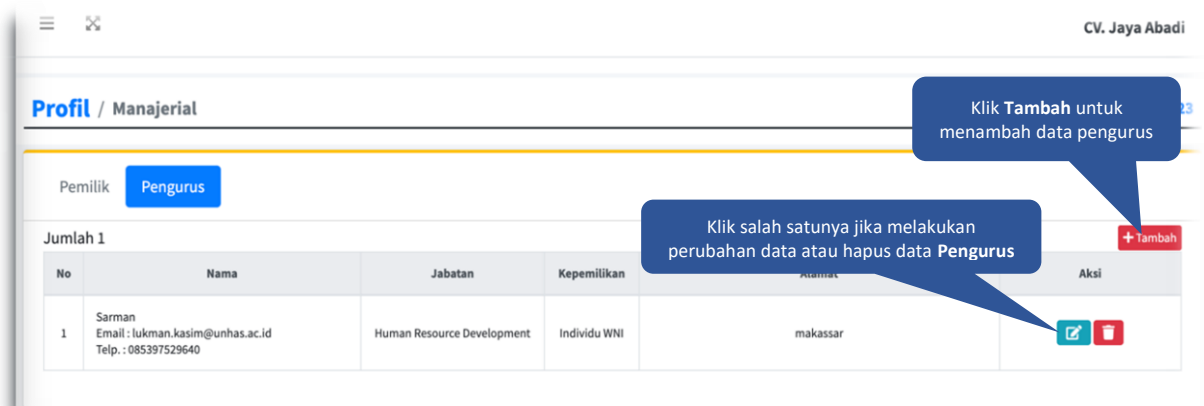 CV. Jaya Abadi
Profil / Manajerial
23
Klik Tambah untuk
menambah data pengurus
Pemilik
Pengurus
Klik salah satunya jika melakukan
perubahan data atau hapus data Pengurus
Jumlah 1
+ Tambah
No Nama Jabatan Kepemilikan Alamat Aksi
1 Sarman Human Resource Development Individu WNI makassar
Email : lukman.kasim@unhas.ac.id
Telp. : 085397529640